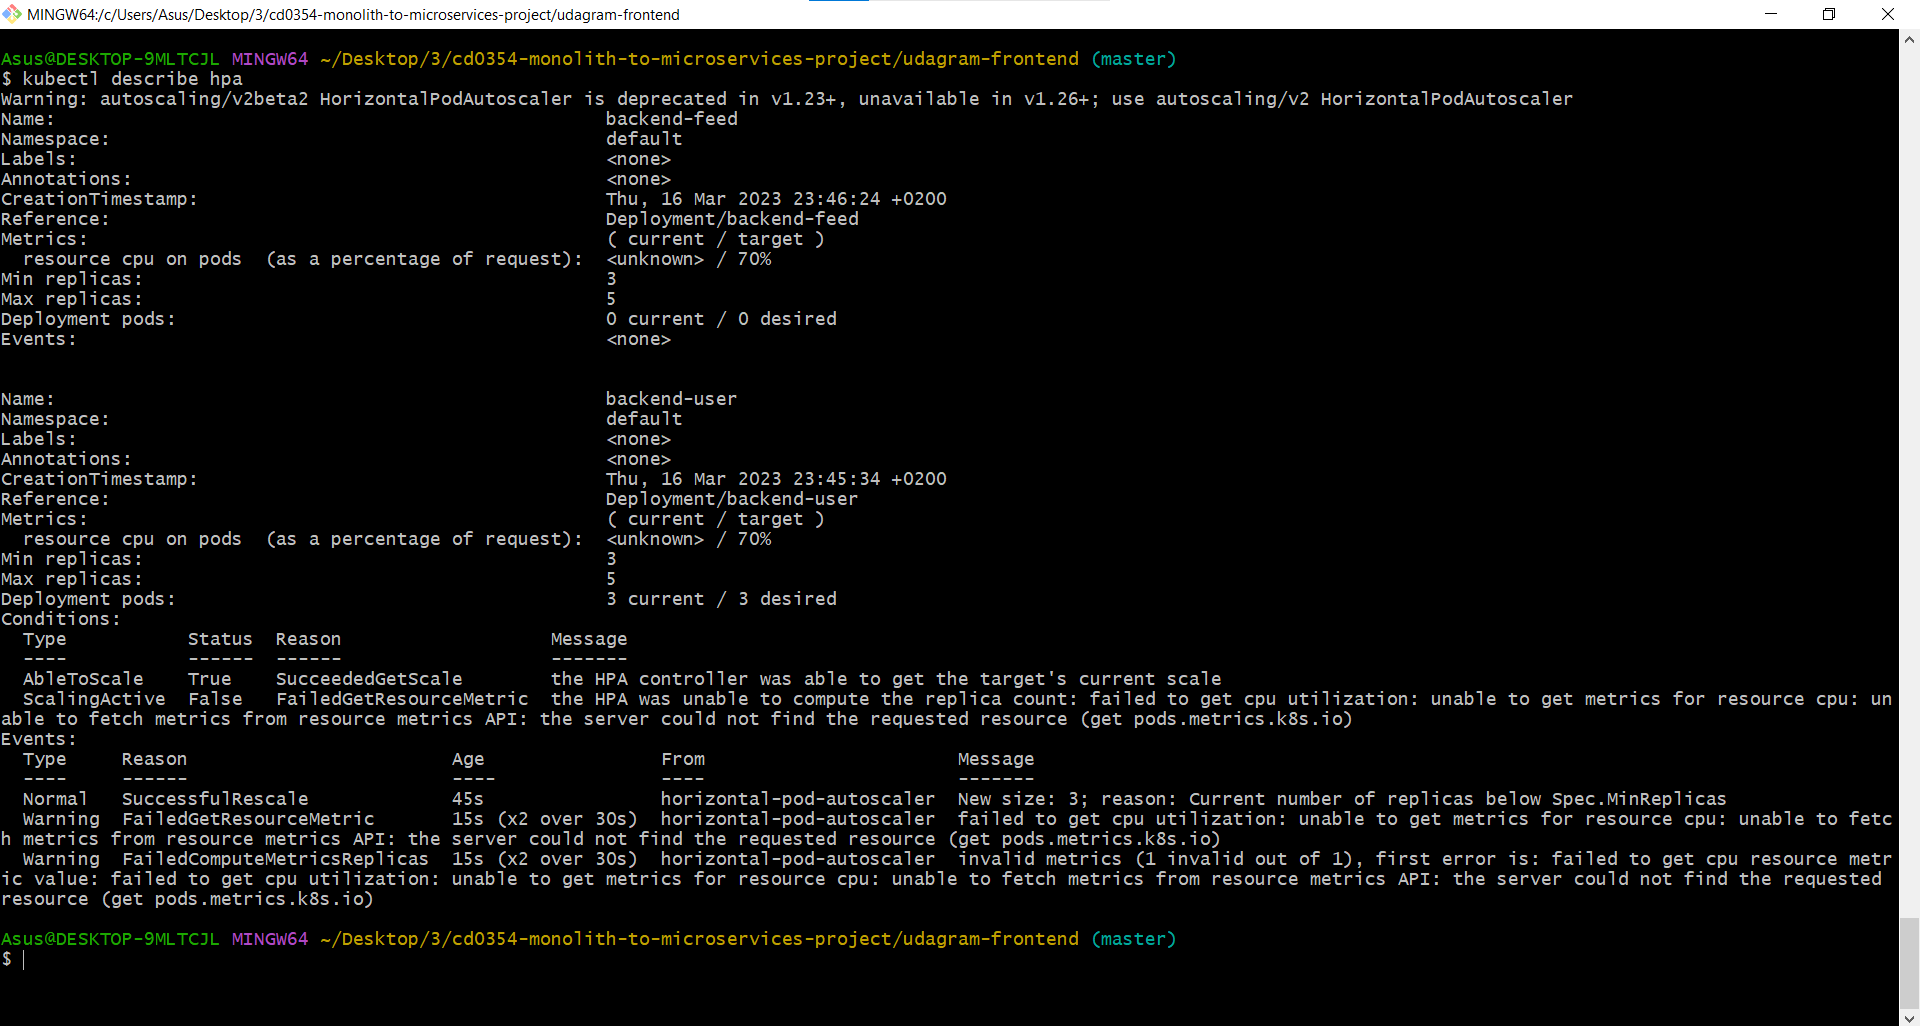 MINGW64:/c/Users/Asus/Desktop/3/cd0354-monolith-to-microservices-project/udagram-frontend
Asus@DESKTOP-9MLTCJL MINGW64 ~/Desktop/3/cd0354-monolith-to-microservices-project/udagram-frontend (master)
$ kubectl describe hpa
Warning: autoscaling/v2beta2 HorizontalPodAutoscaler is deprecated in v1.23+, unavailable in v1.26+; use autoscaling/v2 HorizontalPodAutoscaler
Name: backend-feed
Namespace: default
Labels: <none>
Annotations: <none>
CreationTimestamp: Thu, 16 Mar 2023 23:46:24 +0200
Reference: Deployment/backend-feed
Metrics: ( current / target )
resource cpu on pods (as a percentage of request): <unknown> / 70%
Min replicas: 3
Max replicas: 5
Deployment pods: 0 current / 0 desired
Events: <none>
Name: backend-user
Namespace: default
Labels: <none>
Annotations: <none>
CreationTimestamp: Thu, 16 Mar 2023 23:45:34 +0200
Reference: Deployment/backend-user
Metrics: ( current / target )
resource cpu on pods (as a percentage of request): <unknown> / 70%
Min replicas: 3
Max replicas: 5
Deployment pods: 3 current / 3 desired
Conditions:
Type Status Reason Message
---- ------ ------ -------
AbleToScale True SucceededGetScale the HPA controller was able to get the target's current scale
ScalingActive False FailedGetResourceMetric the HPA was unable to compute the replica count: failed to get cpu utilization: unable to get metrics for resource cpu: un
able to fetch metrics from resource metrics API: the server could not find the requested resource (get pods.metrics.k8s.io)
Events:
Type Reason Age From Message
---- ------ ---- ---- -------
Normal SuccessfulRescale 45s horizontal-pod-autoscaler New size: 3; reason: Current number of replicas below Spec.MinReplicas
Warning FailedGetResourceMetric 15s (x2 over 30s) horizontal-pod-autoscaler failed to get cpu utilization: unable to get metrics for resource cpu: unable to fetc
h metrics from resource metrics API: the server could not find the requested resource (get pods.metrics.k8s.io)
Warning FailedComputeMetricsReplicas 15s (x2 over 30s) horizontal-pod-autoscaler invalid metrics (1 invalid out of 1), first error is: failed to get cpu resource metr
ic value: failed to get cpu utilization: unable to get metrics for resource cpu: unable to fetch metrics from resource metrics API: the server could not find the requested
resource (get pods.metrics.k8s.io)
Asus@DESKTOP-9MLTCJL MINGW64 ~/Desktop/3/cd0354-monolith-to-microservices-project/udagram-frontend (master)
$